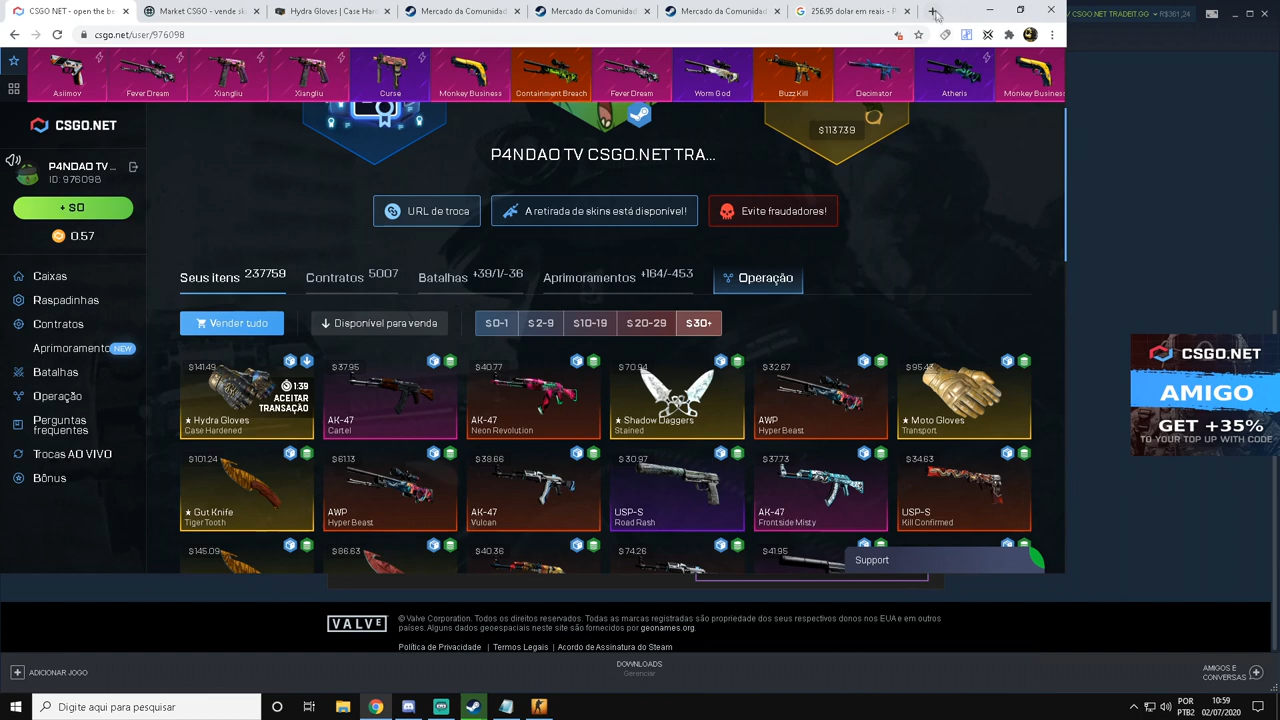 CSGO.NET - open the be
Market CSGO - vende sk
Hydra Gloves | Case Har
Mercado da Comunidad
Mercado da Comunidad
Mercado da Comunidad
256.95 dolar em reais - P
CSGO.NET TRADEIT.GG
R$361,24
csgo.net/user/976098
Asiimov
Fever Dream
Xiangliu
Xiangliu
Curse
Monkey Business
Containment Breach
Fever Dream
Worm God
Buzz Kill
Decimator
Atheris
Monkey Business
CSGO.NET
$1137.39
P4NDAO TV CSGO.NET TRA...
P4NDAO TV ...
ID: 976098
+ $0
0.57
URL de troca
A retirada de skins está disponível!
Evite fraudadores!
Seus itens 237759
Contratos 5007
Batalhas +39/1/-36
Aprimoramentos +164/-453
Operação
Caixas
Raspadinhas
Contratos
Aprimoramento NEW
Batalhas
Operação
Perguntas
frequentes
Trocas AO VIVO
Bônus
Vender tudo
Disponível para venda
$0-1
$2-9
$10-19
$20-29
$30+
$141.49
1:39
ACEITAR
TRANSAÇÃO
★ Hydra Gloves
Case Hardened
$37.95
AK-47
Cartel
$40.77
AK-47
Neon Revolution
$70.94
★ Shadow Daggers
Stained
$32.67
AWP
Hyper Beast
$95.43
★ Moto Gloves
Transport
$101.24
★ Gut Knife
Tiger Tooth
$61.13
AWP
Hyper Beast
$38.66
AK-47
Vulcan
$30.97
USP-S
Road Rash
$37.73
AK-47
Frontside Misty
$34.63
USP-S
Kill Confirmed
$145.09
$86.63
$40.36
$74.26
$41.95
Support
CSGO.NET
AMIGO
GET +35%
TO YOUR TOP UP WITH CODE
VALVE
© Valve Corporation. Todos os direitos reservados. Todas as marcas registradas são propriedade dos seus respectivos donos nos EUA e em outros
países. Alguns dados geoespaciais neste site são fornecidos por geonames.org.
Política de Privacidade | Termos Legais | Acordo de Assinatura do Steam
ADICIONAR JOGO
DOWNLOADS
Gerenciar
AMIGOS E
CONVERSAS
Digite aqui para pesquisar
POR
PTB2
10:59
02/07/2020